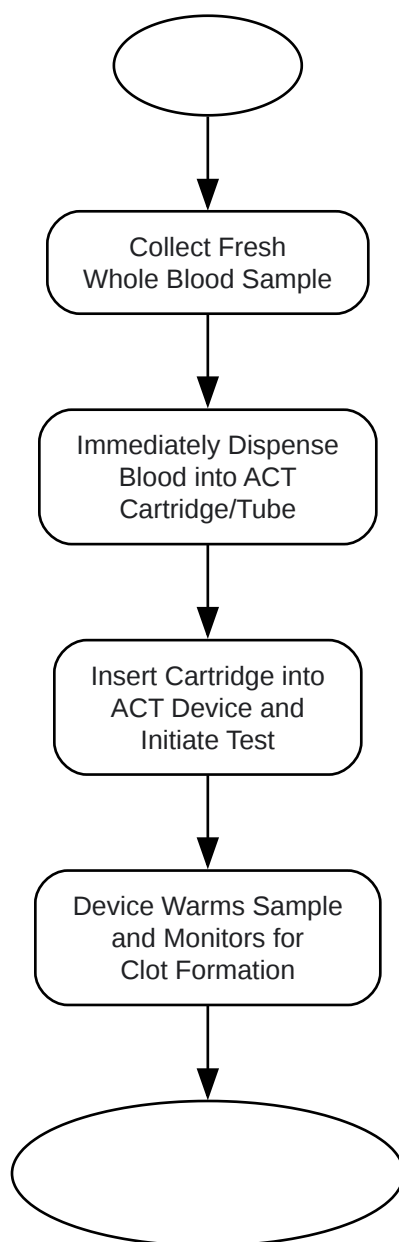 Collect Fresh
Whole Blood Sample
Immediately Dispense
Blood into ACT
Cartridge/Tube
Insert Cartridge into
ACT Device and
Initiate Test
Device Warms Sample
and Monitors for
Clot Formation